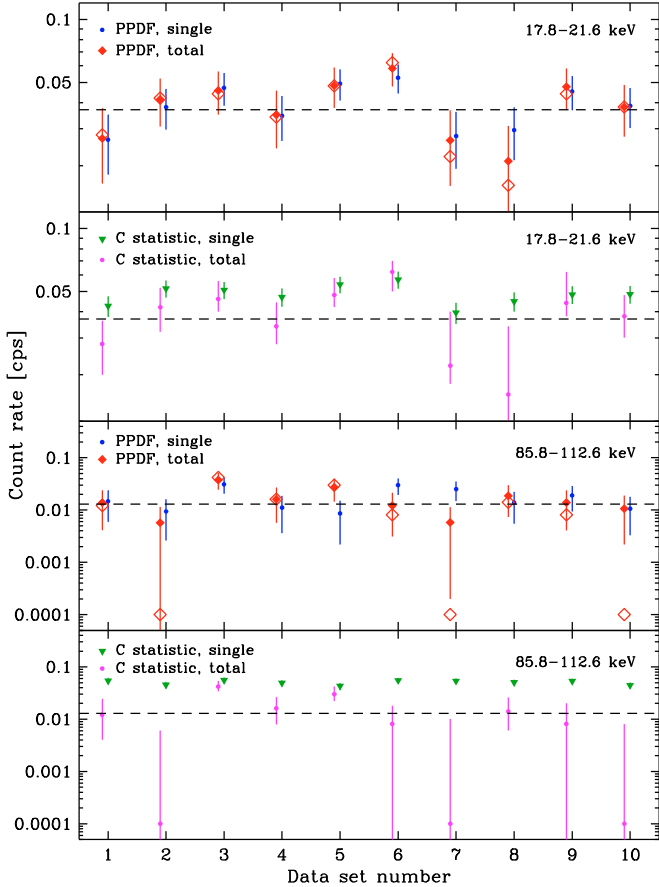 0.1
PPDF, single
17.8−21.6 keV
PPDF, total
0.05
0.1
C statistic, single
17.8−21.6 keV
C statistic, total
0.05
Count rate [cps]
PPDF, single
PPDF, total
85.8−112.6 keV
0.1
0.01
0.001
0.0001
C statistic, single
85.8−112.6 keV
C statistic, total
0.1
0.01
0.001
0.0001
1 2 3 4 5 6 7 8 9 10
Data set number